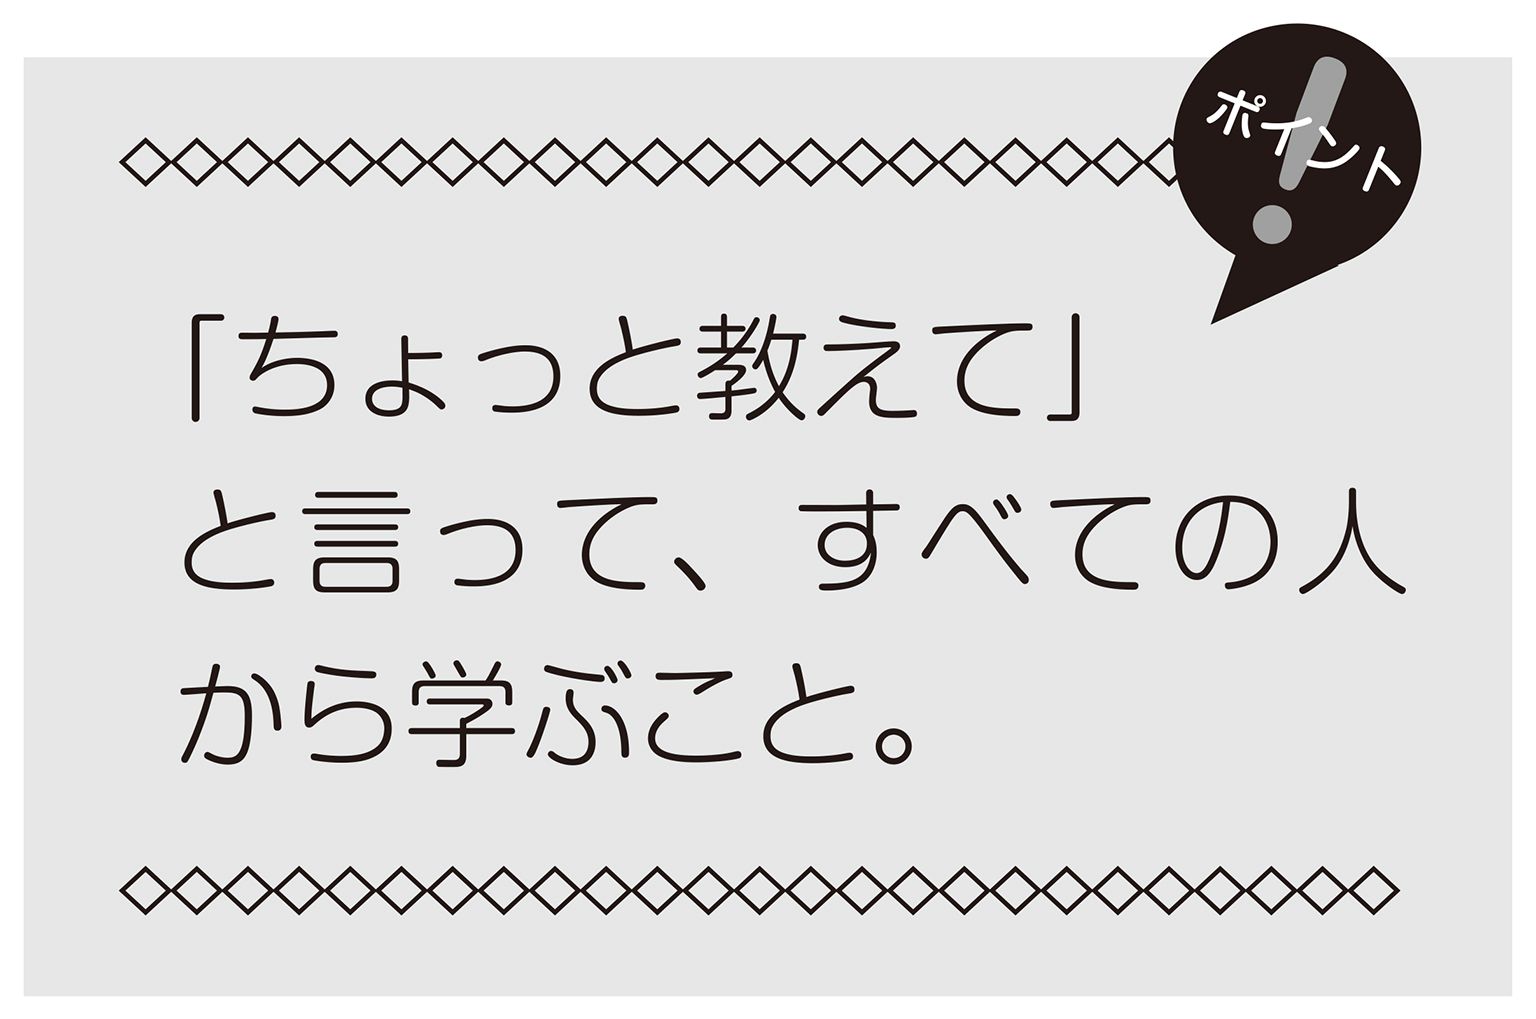 ポイント
「ちょっと教えて」
と言って、すべての人
から学ぶこと。